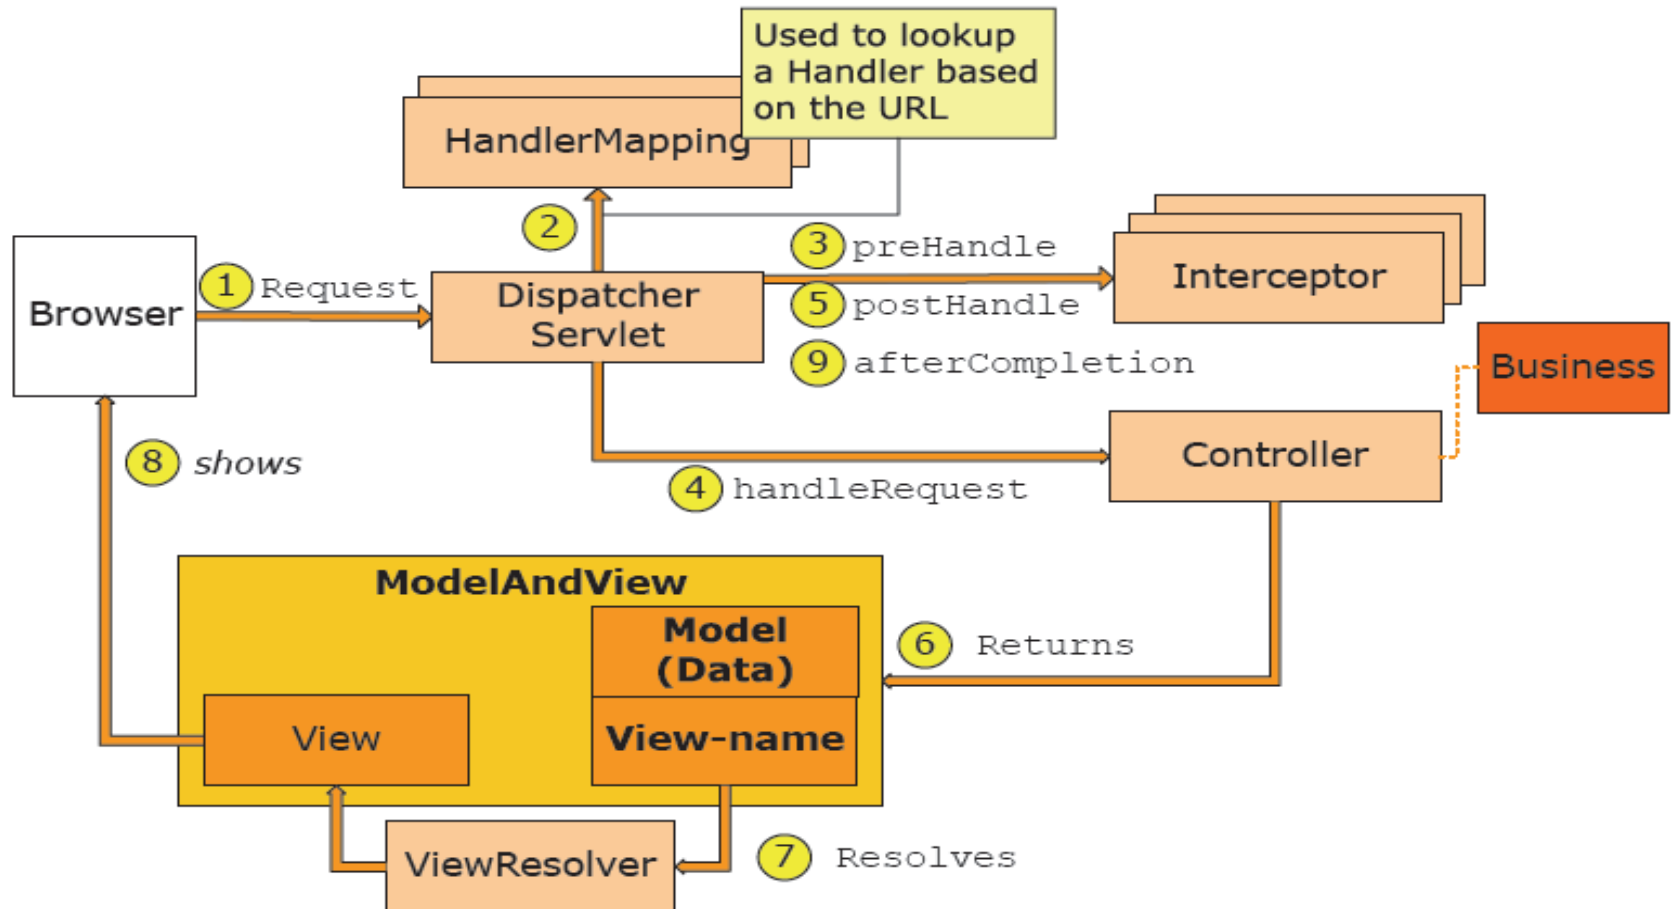 Used to lookup
a Handler based
on the URL
HandlerMapping
2
3 preHandle
Interceptor
1 Request
Browser
Dispatcher
Servlet
5 postHandle
9 afterCompletion
Business
8 shows
Controller
4 handleRequest
ModelAndView
Model
(Data)
6 Returns
View
View-name
ViewResolver
7 Resolves